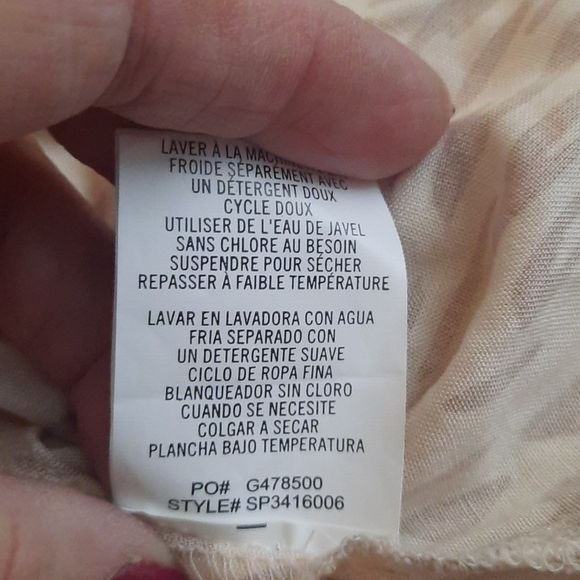 LAVER À LA MACHINE
FROIDE SÉPARÉMENT AVEC
UN DÉTERGENT DOUX
CYCLE DOUX
UTILISER DE L'EAU DE JAVEL
SANS CHLORE AU BESOIN
SUSPENDRE POUR SÉCHER
REPASSER À FAIBLE TEMPÉRATURE
LAVAR EN LAVADORA CON AGUA
FRIA SEPARADO CON
UN DETERGENTE SUAVE
CICLO DE ROPA FINA
BLANQUEADOR SIN CLORO
CUANDO SE NECESITE
COLGAR A SECAR
PLANCHA BAJO TEMPERATURA
PO# G478500
STYLE# SP3416006